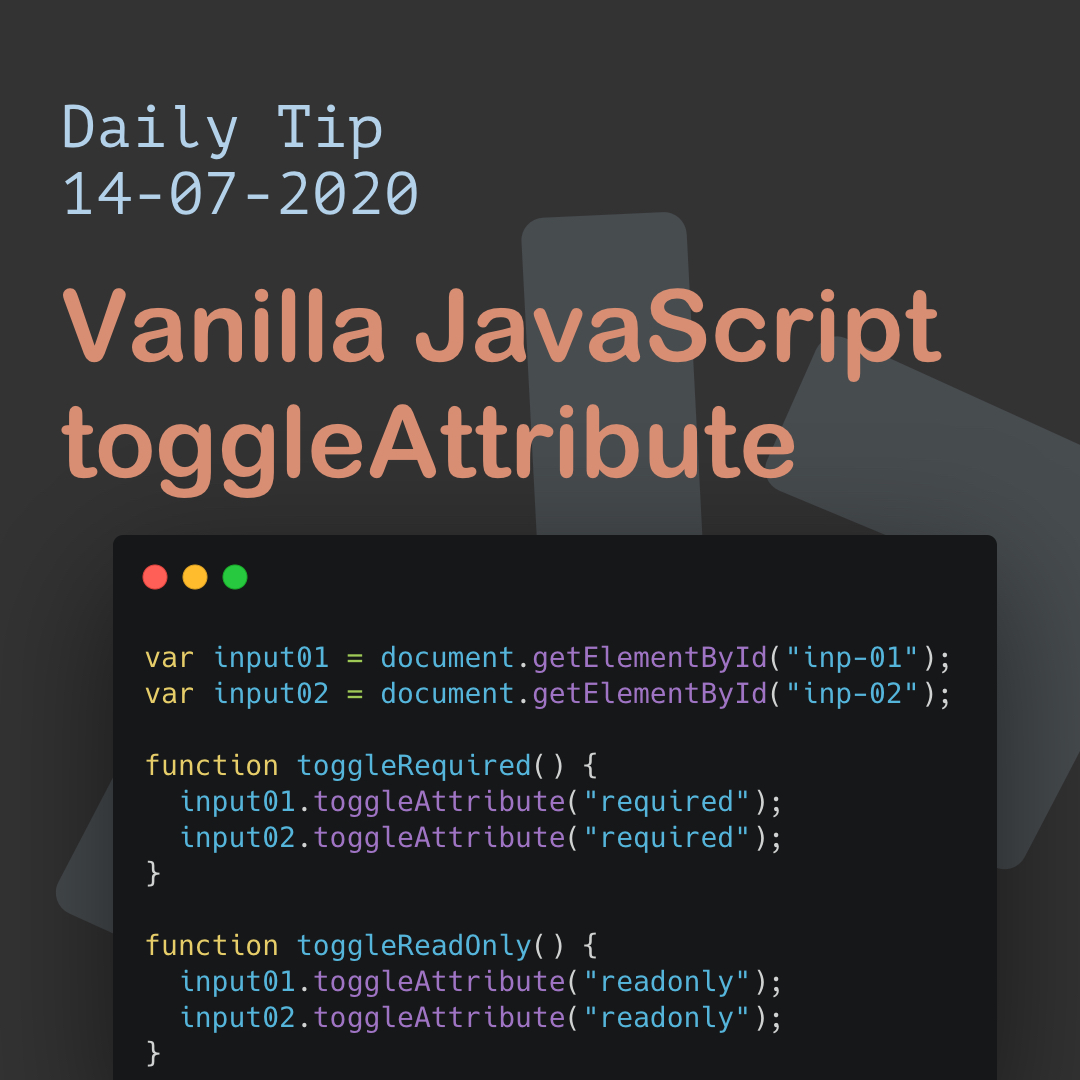 Daily Tip
14-07-2020
Vanilla JavaScript
toggleAttribute
var input01 = document.getElementById("inp-01");
var input02 = document.getElementById("inp-02");
function toggleRequired() {
  input01.toggleAttribute("required");
  input02.toggleAttribute("required");
}
function toggleReadOnly() {
  input01.toggleAttribute("readonly");
  input02.toggleAttribute("readonly");
}